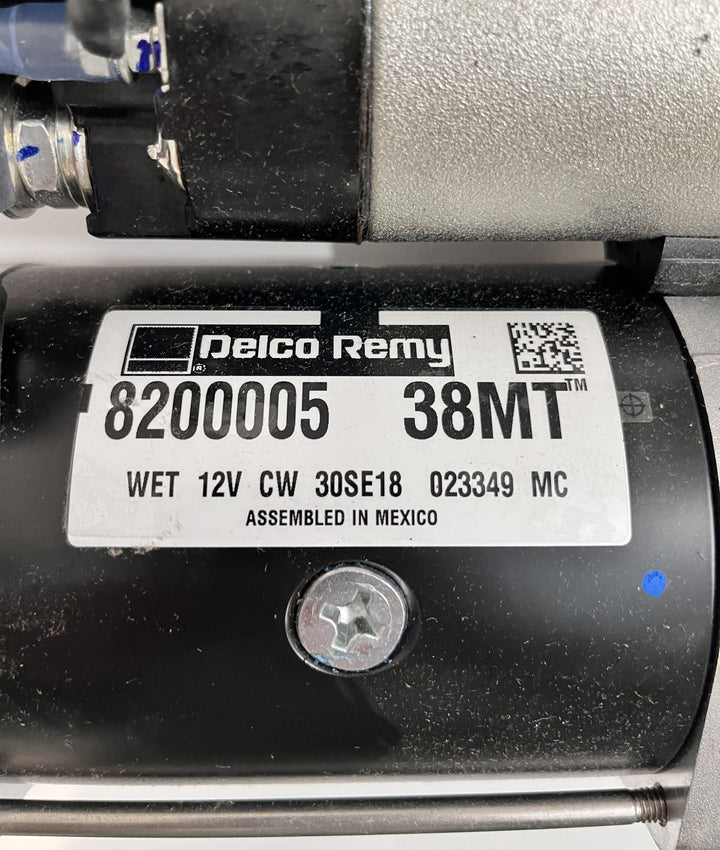 Delco Remy ®
8200005 38MT™
WET 12V CW 30SE18 023349 MC
ASSEMBLED IN MEXICO